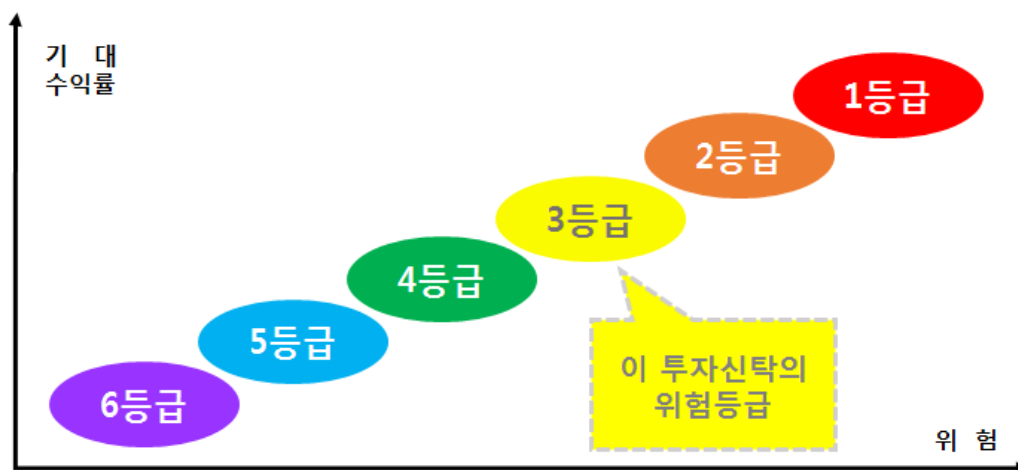 기 대
수익률
1등급
2등급
3등급
4등급
5등급
6등급
이 투자신탁의
위험등급
위 험